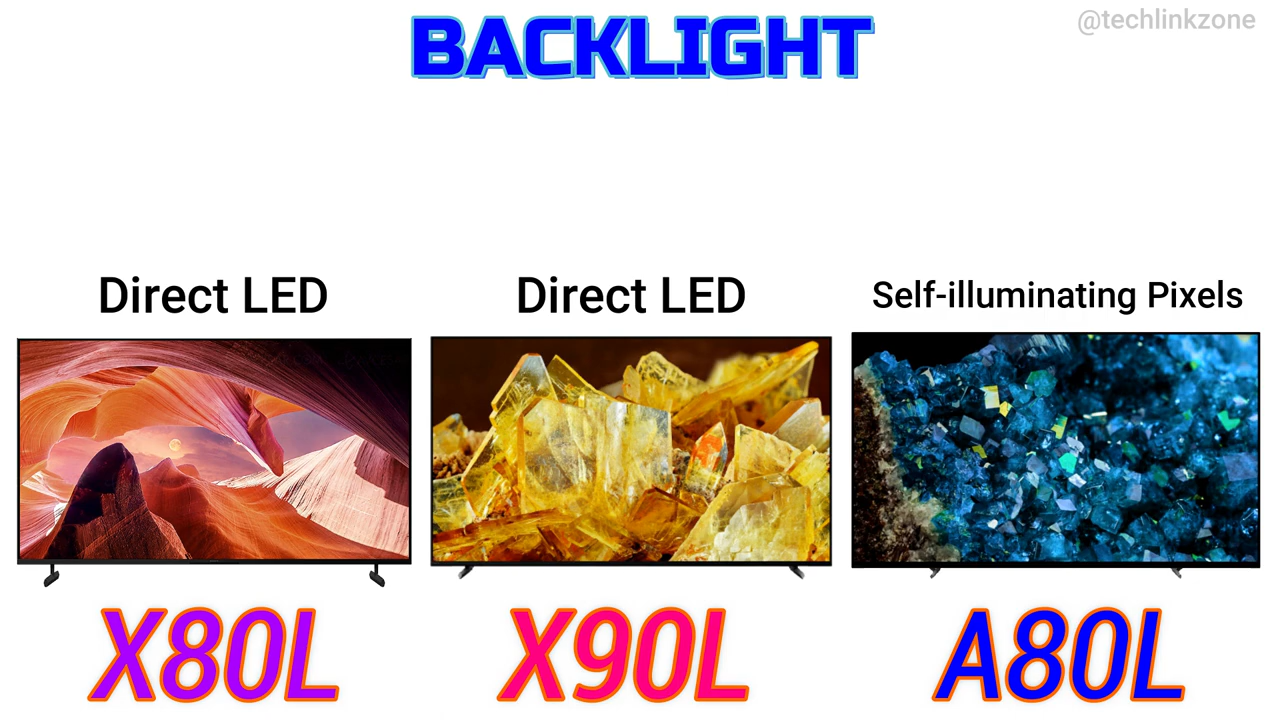 BACKLIGHT
@techlinkzone
Direct LED
Direct LED
Self-illuminating Pixels
X80L
X90L
A80L